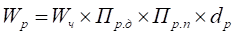 Wр = Wч × Пр.д × Пр.п × dр